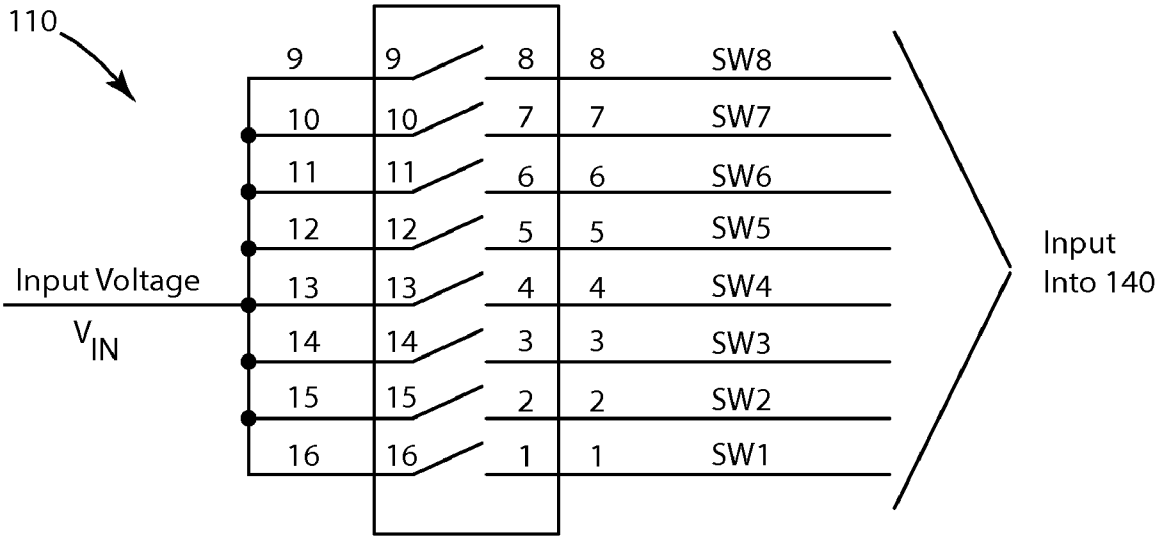 110
9 9 8 8 SW8
10 10 7 7 SW7
11 11 6 6 SW6
12 12 5 5 SW5
Input Voltage 13 13 4 4 SW4
VIN
14 14 3 3 SW3
15 15 2 2 SW2
16 16 1 1 SW1
Input
Into 140